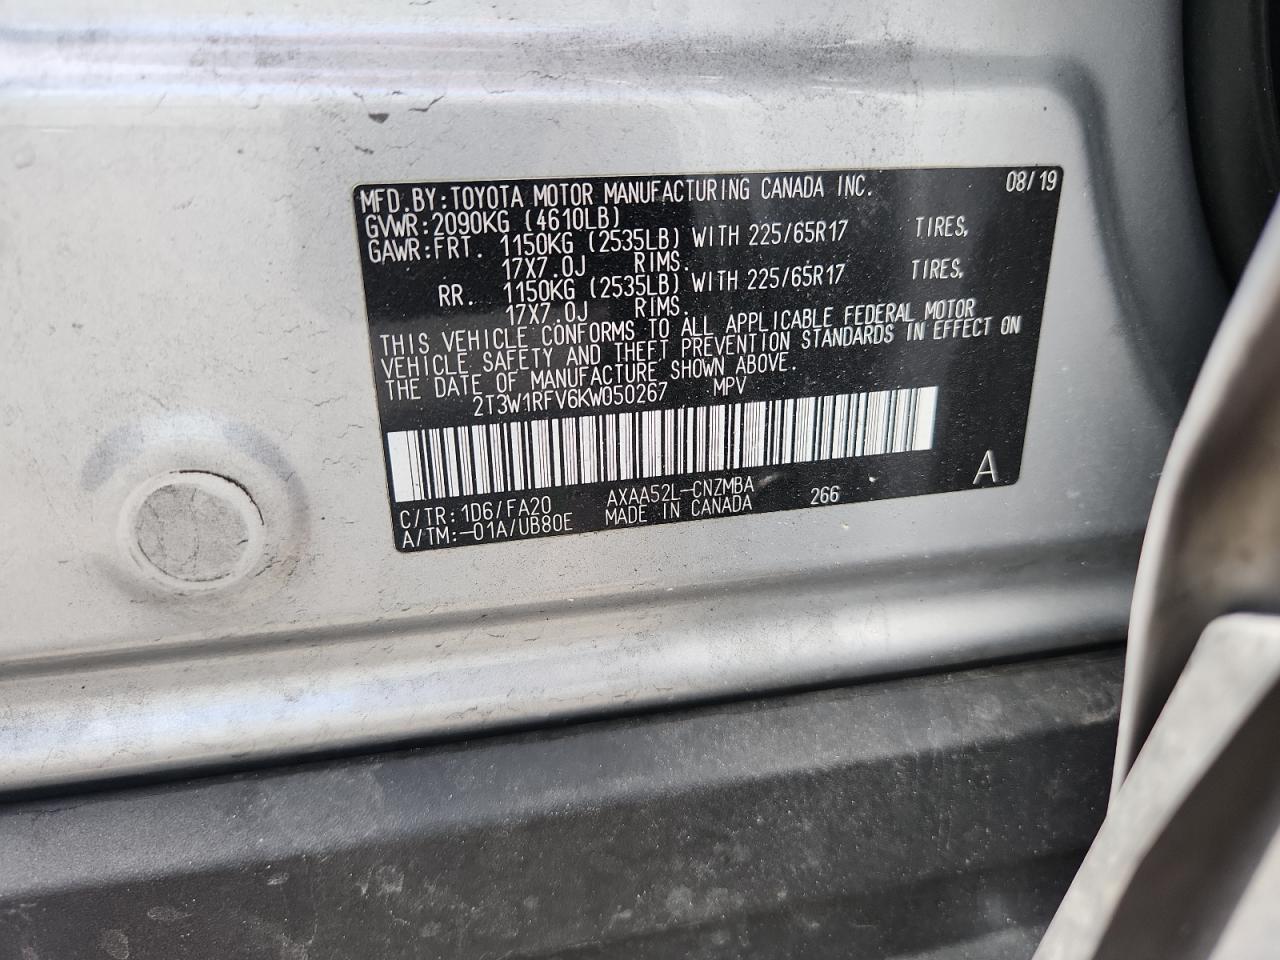 MFD.BY:TOYOTA MOTOR MANUFACTURING CANADA INC. 08/19
GVWR:2090KG (4610LB)
GAWR:FRT. 1150KG (2535LB) WITH 225/65R17 TIRES,
17X7.0J RIMS.
RR. 1150KG (2535LB) WITH 225/65R17 TIRES,
17X7.0J RIMS.
THIS VEHICLE CONFORMS TO ALL APPLICABLE FEDERAL MOTOR
VEHICLE SAFETY AND THEFT PREVENTION STANDARDS IN EFFECT ON
THE DATE OF MANUFACTURE SHOWN ABOVE.
2T3W1RFV6KW050267 MPV
C/TR:1D6/FA20 AXAA52L-CNZMBA 266 A
A/TM:-01A/UB80E MADE IN CANADA